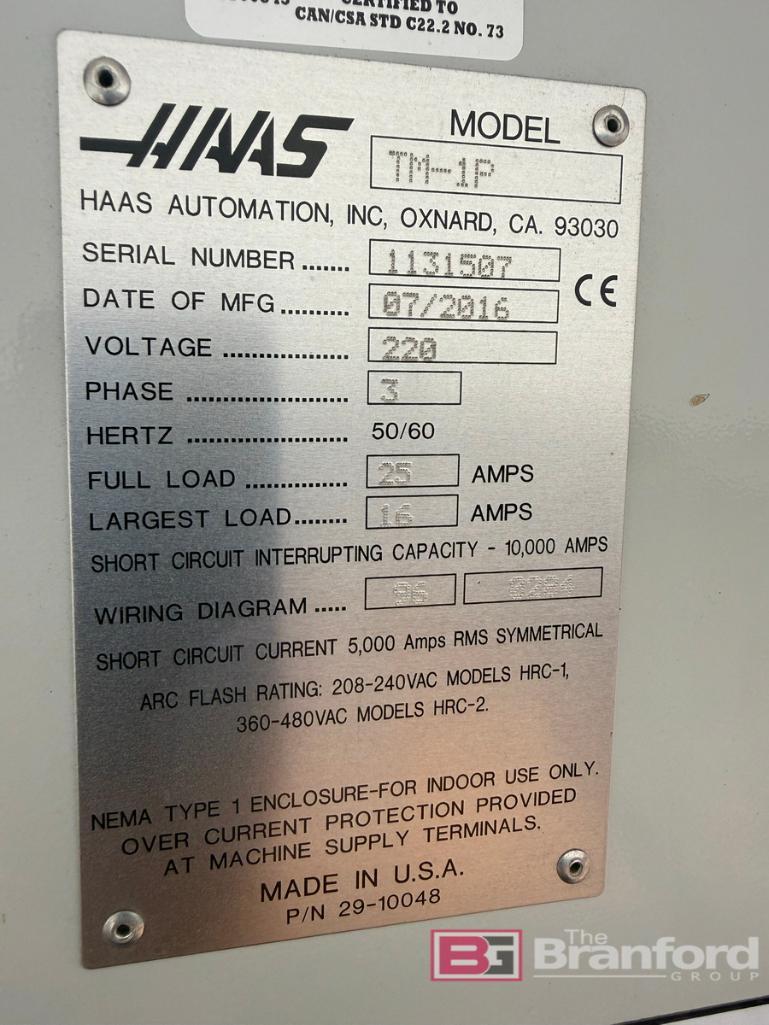 CERTIFIED TO
CAN/CSA STD C22.2 NO. 73
HAAS
MODEL
TM-1P
HAAS AUTOMATION, INC, OXNARD, CA. 93030
SERIAL NUMBER ....... 1131507
CE
DATE OF MFG .......... 07/2016
VOLTAGE .................. 220
PHASE ....................... 3
HERTZ ....................... 50/60
FULL LOAD ............... 25 AMPS
LARGEST LOAD........ 16 AMPS
SHORT CIRCUIT INTERRUPTING CAPACITY - 10,000 AMPS
WIRING DIAGRAM ..... 96
SHORT CIRCUIT CURRENT 5,000 Amps RMS SYMMETRICAL
ARC FLASH RATING: 208-240VAC MODELS HRC-1,
360-480VAC MODELS HRC-2.
NEMA TYPE 1 ENCLOSURE-FOR INDOOR USE ONLY.
OVER CURRENT PROTECTION PROVIDED
AT MACHINE SUPPLY TERMINALS.
MADE IN U.S.A.
P/N 29-10048
BG The
Branford
GROUP